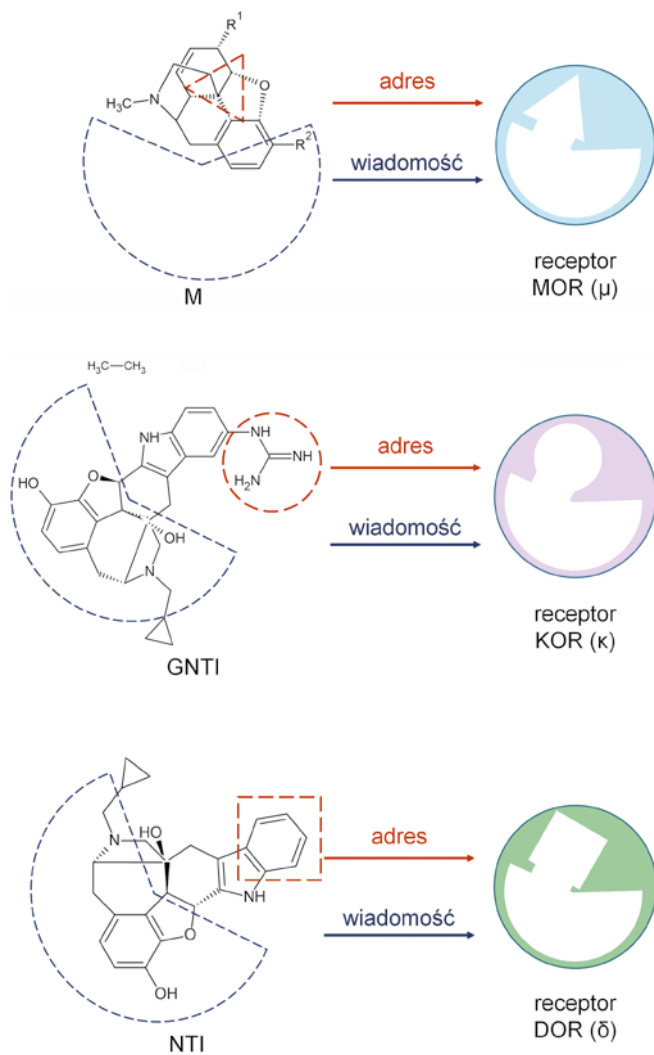 R¹
H₃C
N
O
R²
adres
wiadomość
M
receptor
MOR (μ)
H₃C—CH₃
NH
NH
NH
H₂N
O
HO
OH
N
adres
wiadomość
GNTI
receptor
KOR (κ)
N
HO
NH
O
OH
adres
wiadomość
NTI
receptor
DOR (δ)